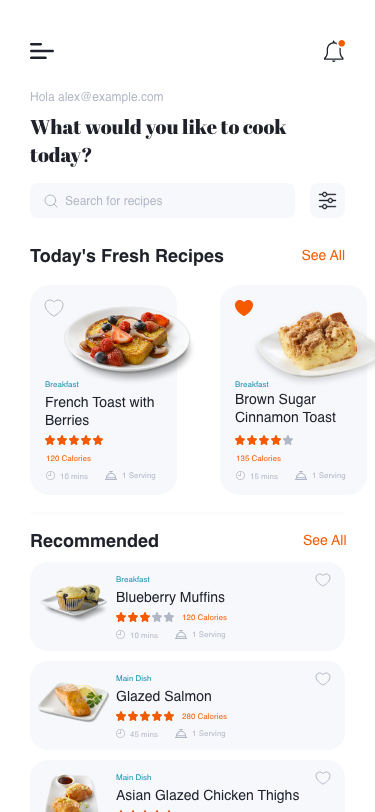 Hola alex@example.com
What would you like to cook
today?
Search for recipes
Today's Fresh Recipes
See All
Breakfast
French Toast with
Berries
120 Calories
10 mins
1 Serving
Breakfast
Brown Sugar
Cinnamon Toast
135 Calories
15 mins
1 Serving
Recommended
See All
Breakfast
Blueberry Muffins
120 Calories
10 mins
1 Serving
Main Dish
Glazed Salmon
280 Calories
45 mins
1 Serving
Main Dish
Asian Glazed Chicken Thighs